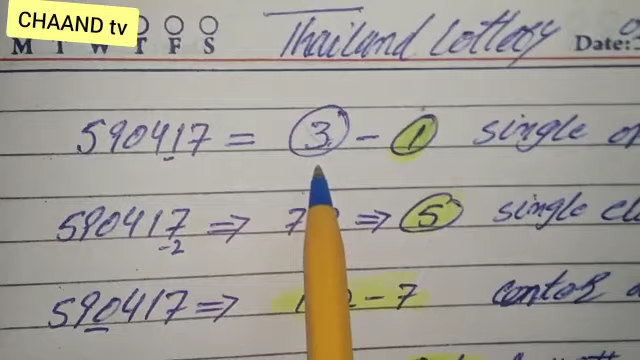 CHAAND tv
M T W T F S
Thailand Lottery Date:
590417 = 3 - 1 single
590417 ⇒ 7 ⇒ 5 single
-2
590417 ⇒ - 7